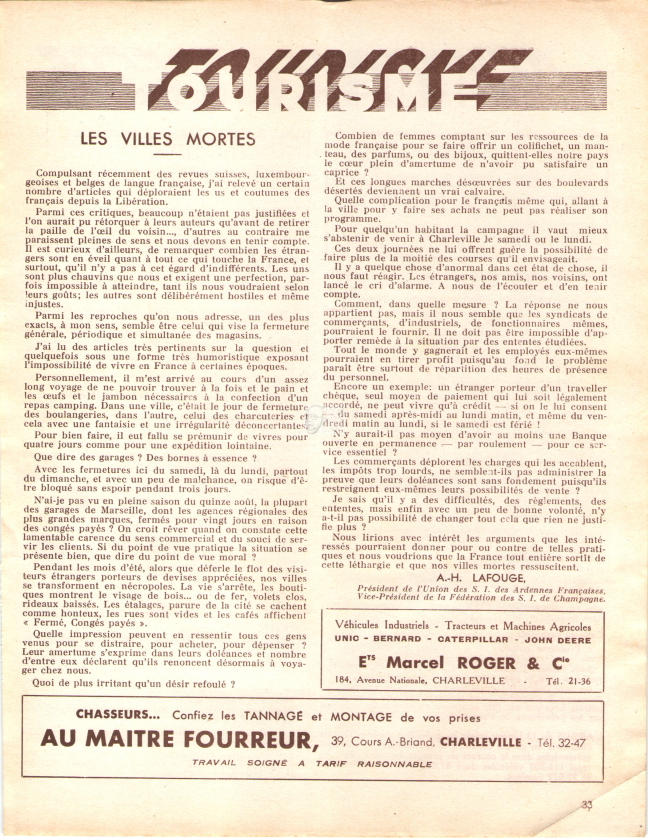 TOURISME
TOURISME
LES VILLES MORTES
Compulsant récemment des revues suisses, luxembour-
geoises et belges de langue française, j'ai relevé un certain
nombre d'articles qui déploraient les us et coutumes des
français depuis la Libération.
Parmi ces critiques, beaucoup n'étaient pas justifiées et
l'on aurait pu rétorquer à leurs auteurs qu'avant de retirer
la paille de l'œil du voisin..., d'autres au contraire me
paraissent pleines de sens et nous devons en tenir compte.
Il est curieux d'ailleurs, de remarquer combien les étran-
gers sont en éveil quant à tout ce qui touche la France, et
surtout, qu'il n'y a pas à cet égard d'indifférents. Les uns
sont plus chauvins que nous et exigent une perfection, par-
fois impossible à atteindre, tant ils nous voudraient selon
leurs goûts; les autres sont délibérément hostiles et même
injustes.
Parmi les reproches qu'on nous adresse, un des plus
exacts, à mon sens, semble être celui qui vise la fermeture
générale, périodique et simultanée des magasins.
J'ai lu des articles très pertinents sur la question et
quelquefois sous une forme très humoristique exposant
l'impossibilité de vivre en France à certaines époques.
Personnellement, il m'est arrivé au cours d'un assez
long voyage de ne pouvoir trouver à la fois et le pain et
les œufs et le jambon nécessaires à la confection d'un
repas camping. Dans une ville, c'était le jour de fermeture
des boulangeries, dans l'autre, celui des charcuteries et
cela avec une fantaisie et une irrégularité déconcertantes.
Pour bien faire, il eut fallu se prémunir de vivres pour
quatre jours comme pour une expédition lointaine.
Que dire des garages ? Des bornes à essence ?
Avec les fermetures ici du samedi, là du lundi, partout
du dimanche, et avec un peu de malchance, on risque d'ê-
tre bloqué sans espoir pendant trois jours.
N'ai-je pas vu en pleine saison du quinze août, la plupart
des garages de Marseille, dont les agences régionales des
plus grandes marques, fermés pour vingt jours en raison
des congés payés ? On croit rêver quand on constate cette
lamentable carence du sens commercial et du souci de ser-
vir les clients. Si du point de vue pratique la situation se
présente bien, que dire du point de vue moral ?
Pendant les mois d'été, alors que déferle le flot des visi-
teurs étrangers porteurs de devises appréciées, nos villes
se transforment en nécropoles. La vie s'arrête, les bouti-
ques montrent le visage de bois... ou de fer, volets clos,
rideaux baissés. Les étalages, parure de la cité se cachent
comme honteux, les rues sont vides et les cafés affichent
« Fermé, Congés payés ».
Quelle impression peuvent en ressentir tous ces gens
venus pour se distraire, pour acheter, pour dépenser ?
Leur amertume s'exprime dans leurs doléances et nombre
d'entre eux déclarent qu'ils renoncent désormais à voya-
ger chez nous.
Quoi de plus irritant qu'un désir refoulé ?
Combien de femmes comptant sur les ressources de la
mode française pour se faire offrir un colifichet, un man-
teau, des parfums, ou des bijoux, quittent-elles notre pays
le cœur plein d'amertume de n'avoir pu satisfaire un
caprice ?
Et ces longues marches désœuvrées sur des boulevards
désertés deviennent un vrai calvaire.
Quelle complication pour le français même qui, allant à
la ville pour y faire ses achats ne peut pas réaliser son
programme.
Pour quelqu'un habitant la campagne il vaut mieux
s'abstenir de venir à Charleville le samedi ou le lundi.
Ces deux journées ne lui offrent guère la possibilité de
faire plus de la moitié des courses qu'il envisageait.
Il y a quelque chose d'anormal dans cet état de chose, il
nous faut réagir. Les étrangers, nos amis, nos voisins, ont
lancé le cri d'alarme. A nous de l'écouter et d'en tenir
compte.
Comment, dans quelle mesure ? La réponse ne nous
appartient pas, mais il nous semble que les syndicats de
commerçants, d'industriels, de fonctionnaires mêmes,
pourraient le fournir. Il ne doit pas être impossible d'ap-
porter remède à la situation par des ententes étudiées.
Tout le monde y gagnerait et les employés eux-mêmes
pourraient en tirer profit puisqu'au fond le problème
paraît être surtout de répartition des heures de présence
du personnel.
Encore un exemple: un étranger porteur d'un traveller
chèque, seul moyen de paiement qui lui soit légalement
accordé, ne peut vivre qu'à crédit — si on le lui consent
— du samedi après-midi au lundi matin, et même du ven-
dredi matin au lundi, si le samedi est férié !
N'y aurait-il pas moyen d'avoir au moins une Banque
ouverte en permanence — par roulement — pour ce ser-
vice essentiel ?
Les commerçants déplorent les charges qui les accablent,
les impôts trop lourds, ne semblent-ils pas administrer la
preuve que leurs doléances sont sans fondement puisqu'ils
restreignent eux-mêmes leurs possibilités de vente ?
Je sais qu'il y a des difficultés, des règlements, des
ententes, mais enfin avec un peu de bonne volonté, n'y
a-t-il pas possibilité de changer tout cela que rien ne justi-
fie plus ?
Nous lirions avec intérêt les arguments que les inté-
ressés pourraient donner pour ou contre de telles prati-
ques et nous voudrions que la France tout entière sortît de
cette léthargie et que nos villes mortes ressuscitent.
A.-H. LAFOUGE,
Président de l'Union des S. I. des Ardennes Françaises,
Vice-Président de la Fédération des S. I. de Champagne.
Véhicules Industriels - Tracteurs et Machines Agricoles
UNIC - BERNARD - CATERPILLAR - JOHN DEERE
Ets Marcel ROGER & Cie
184, Avenue Nationale, CHARLEVILLE - Tél. 21-36
CHASSEURS... Confiez les TANNAGE et MONTAGE de vos prises
AU MAITRE FOURREUR, 39, Cours A.-Briand, CHARLEVILLE - Tél. 32-47
TRAVAIL SOIGNÉ A TARIF RAISONNABLE
33